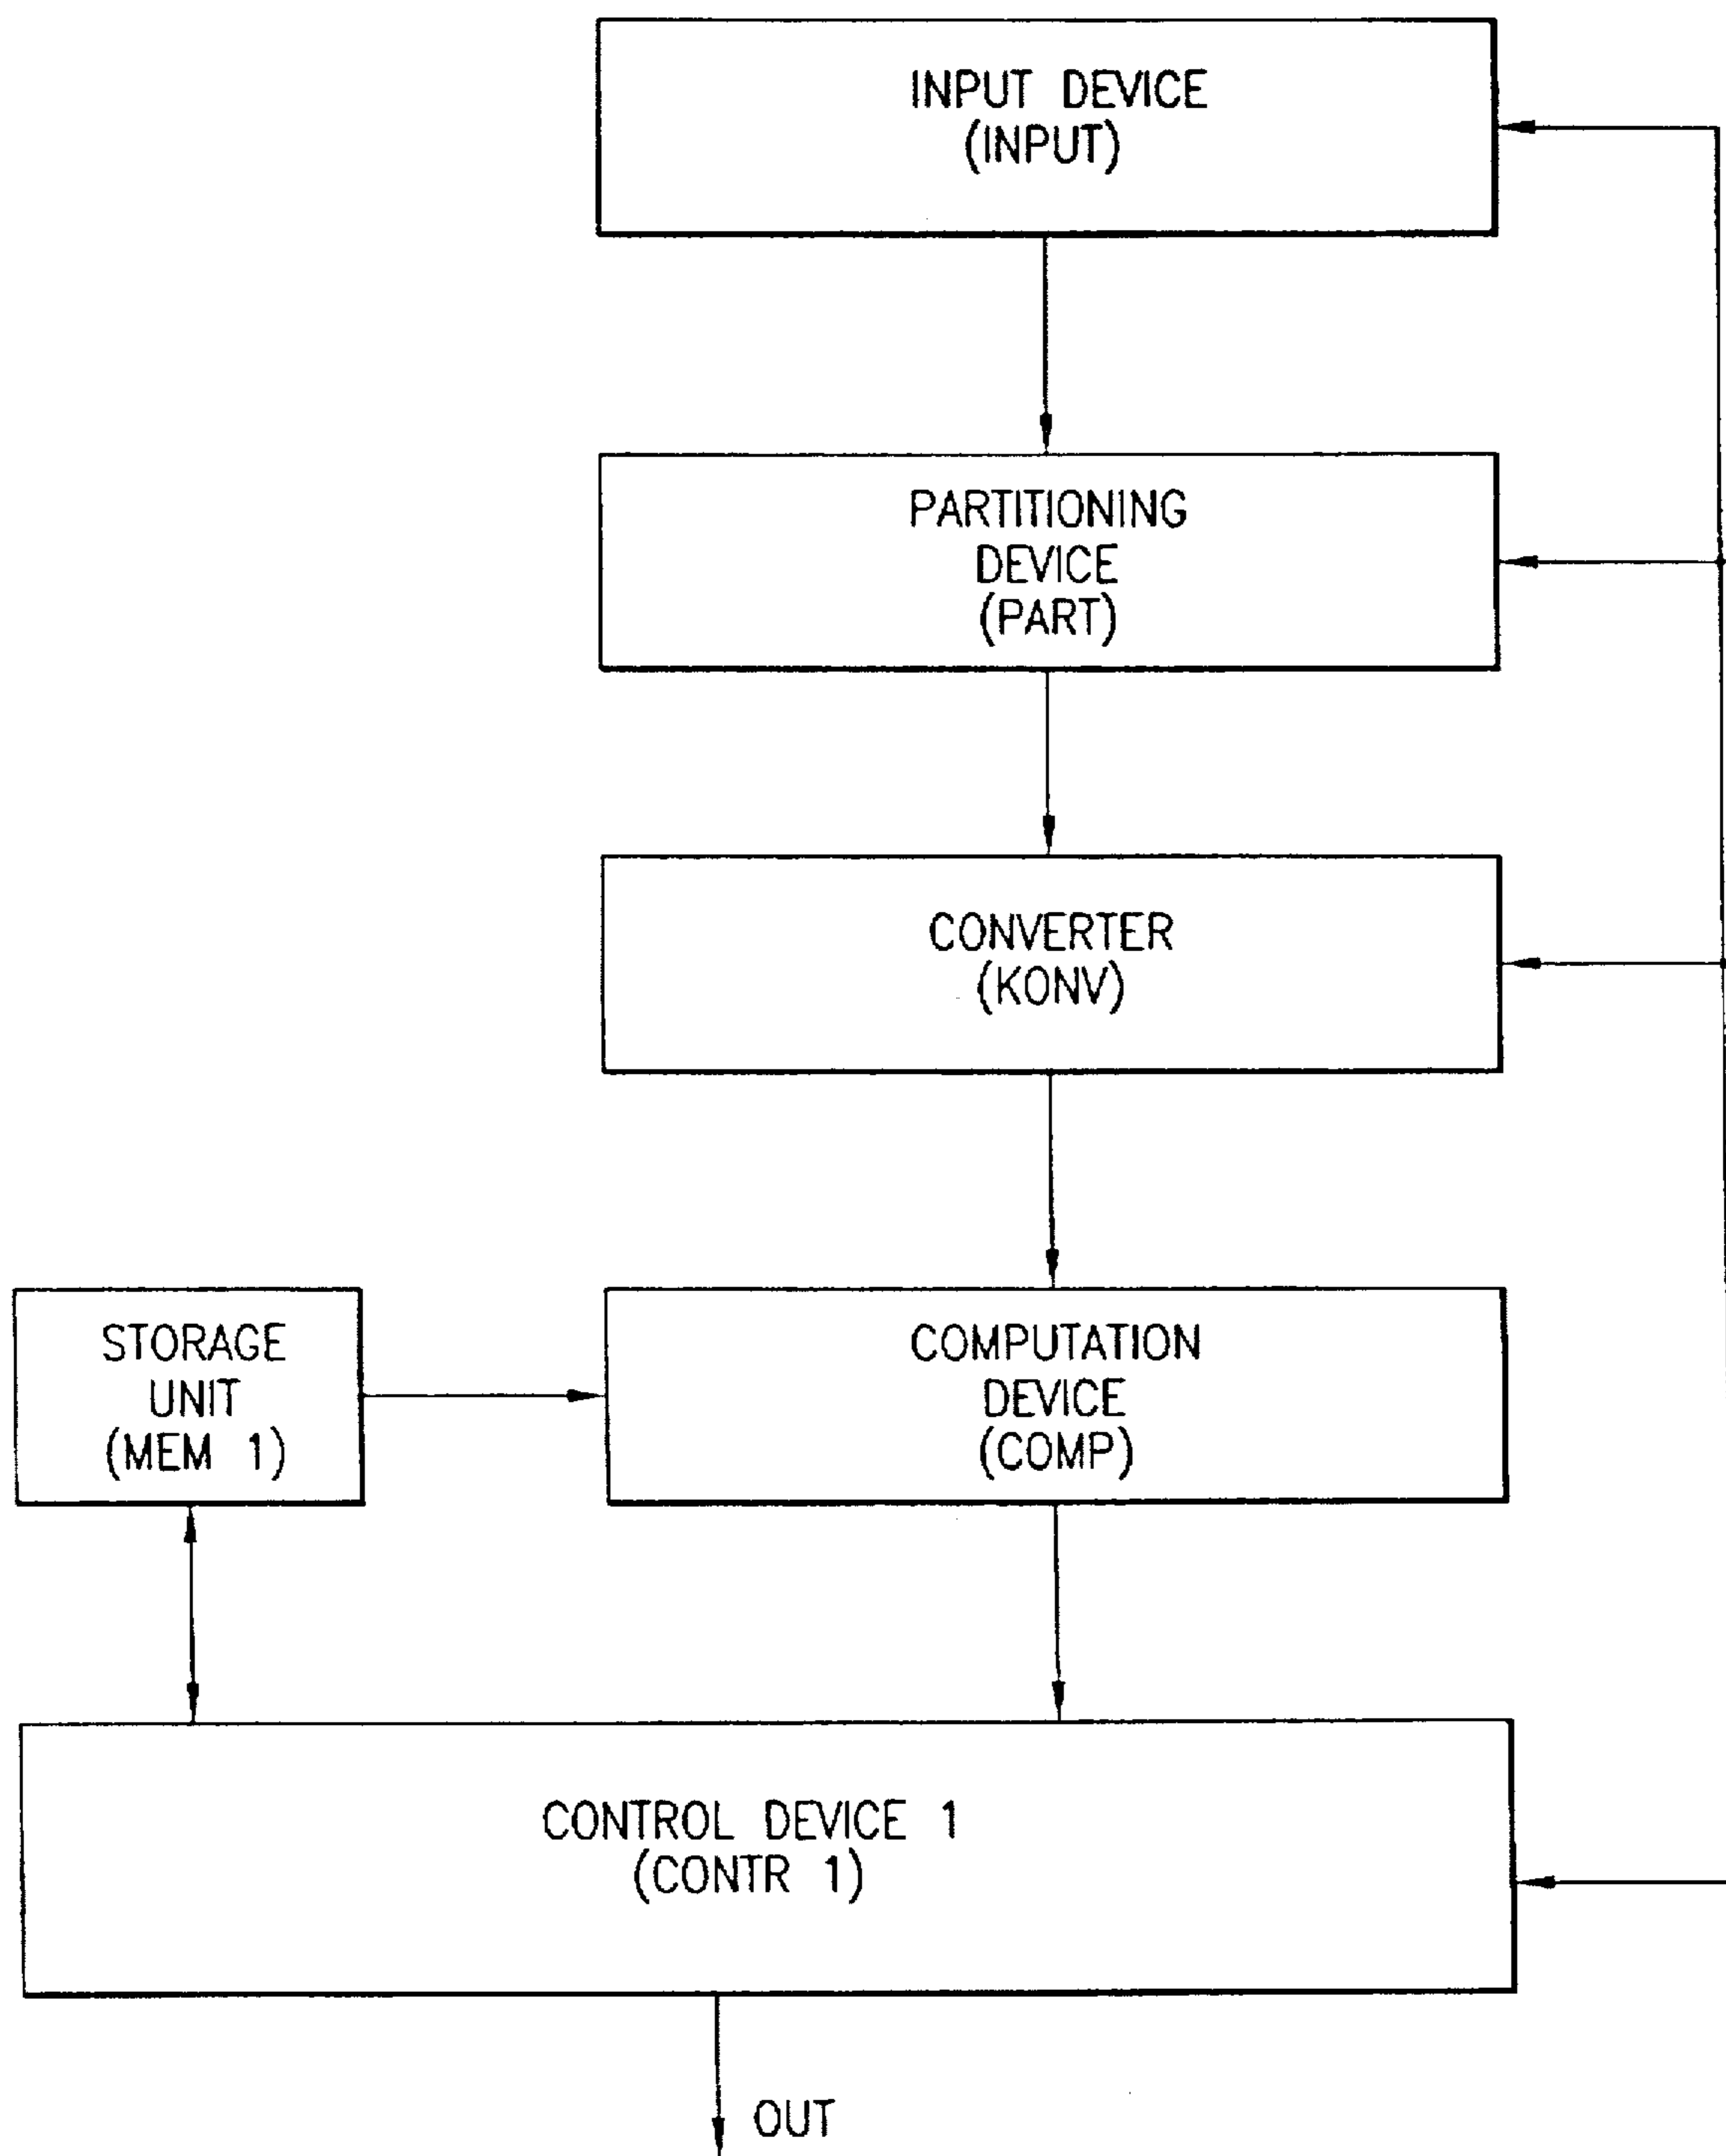 INPUT DEVICE
(INPUT)
PARTITIONING
DEVICE
(PART)
CONVERTER
(KONV)
STORAGE
UNIT
(MEM 1)
COMPUTATION
DEVICE
(COMP)
CONTROL DEVICE 1
(CONTR 1)
OUT